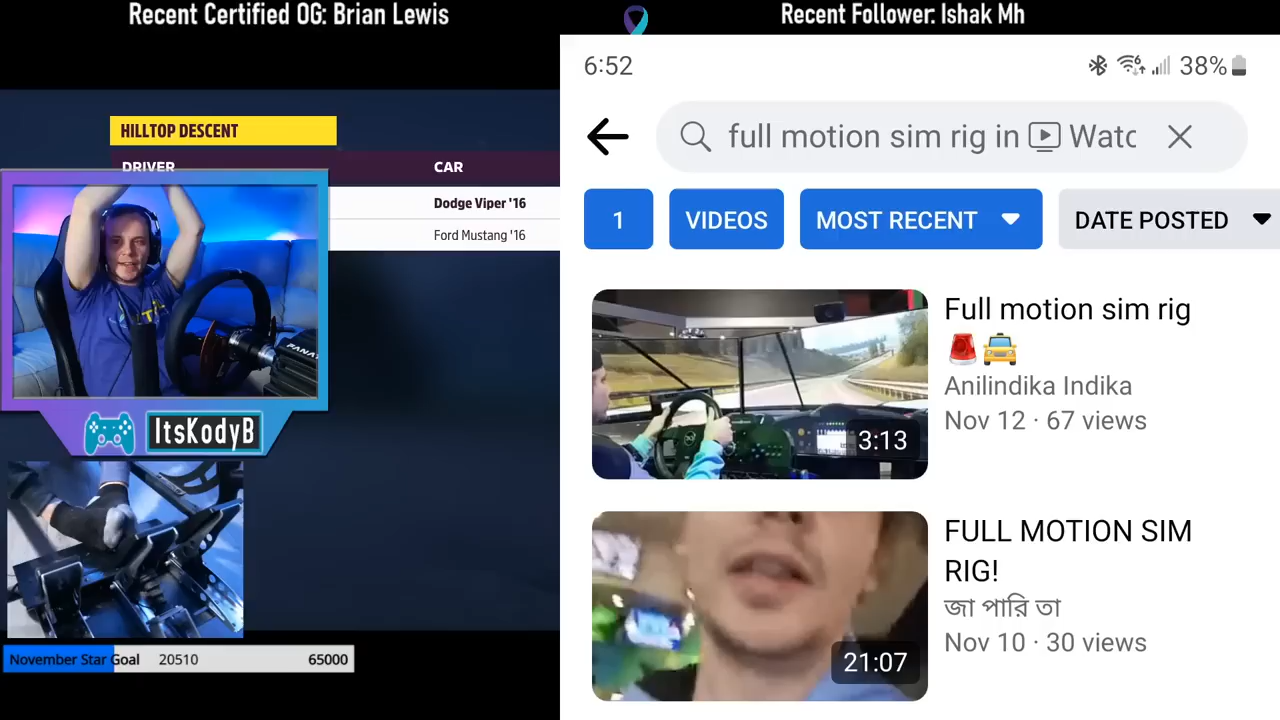 Recent Certified OG: Brian Lewis
Recent Follower: Ishak Mh
HILLTOP DESCENT
DRIVER
CAR
Dodge Viper '16
Ford Mustang '16
FANA
ItsKodyB
November Star Goal
20510
65000
6:52
38%
full motion sim rig in Watc
1
VIDEOS
MOST RECENT
DATE POSTED
3:13
Full motion sim rig
🚨🚖
Anilindika Indika
Nov 12 · 67 views
21:07
FULL MOTION SIM
RIG!
জা পারি তা
Nov 10 · 30 views